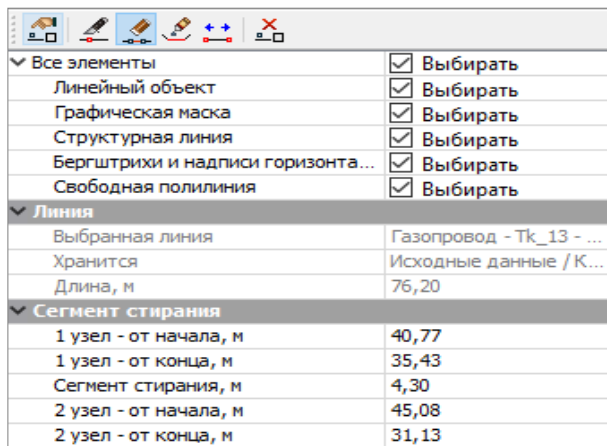 Все элементы Выбирать
Линейный объект Выбирать
Графическая маска Выбирать
Структурная линия Выбирать
Бергштрихи и надписи горизонта... Выбирать
Свободная полилиния Выбирать
Линия
Выбранная линия Газопровод - Tk_13 - ...
Хранится Исходные данные / К...
Длина, м 76,20
Сегмент стирания
1 узел - от начала, м 40,77
1 узел - от конца, м 35,43
Сегмент стирания, м 4,30
2 узел - от начала, м 45,08
2 узел - от конца, м 31,13